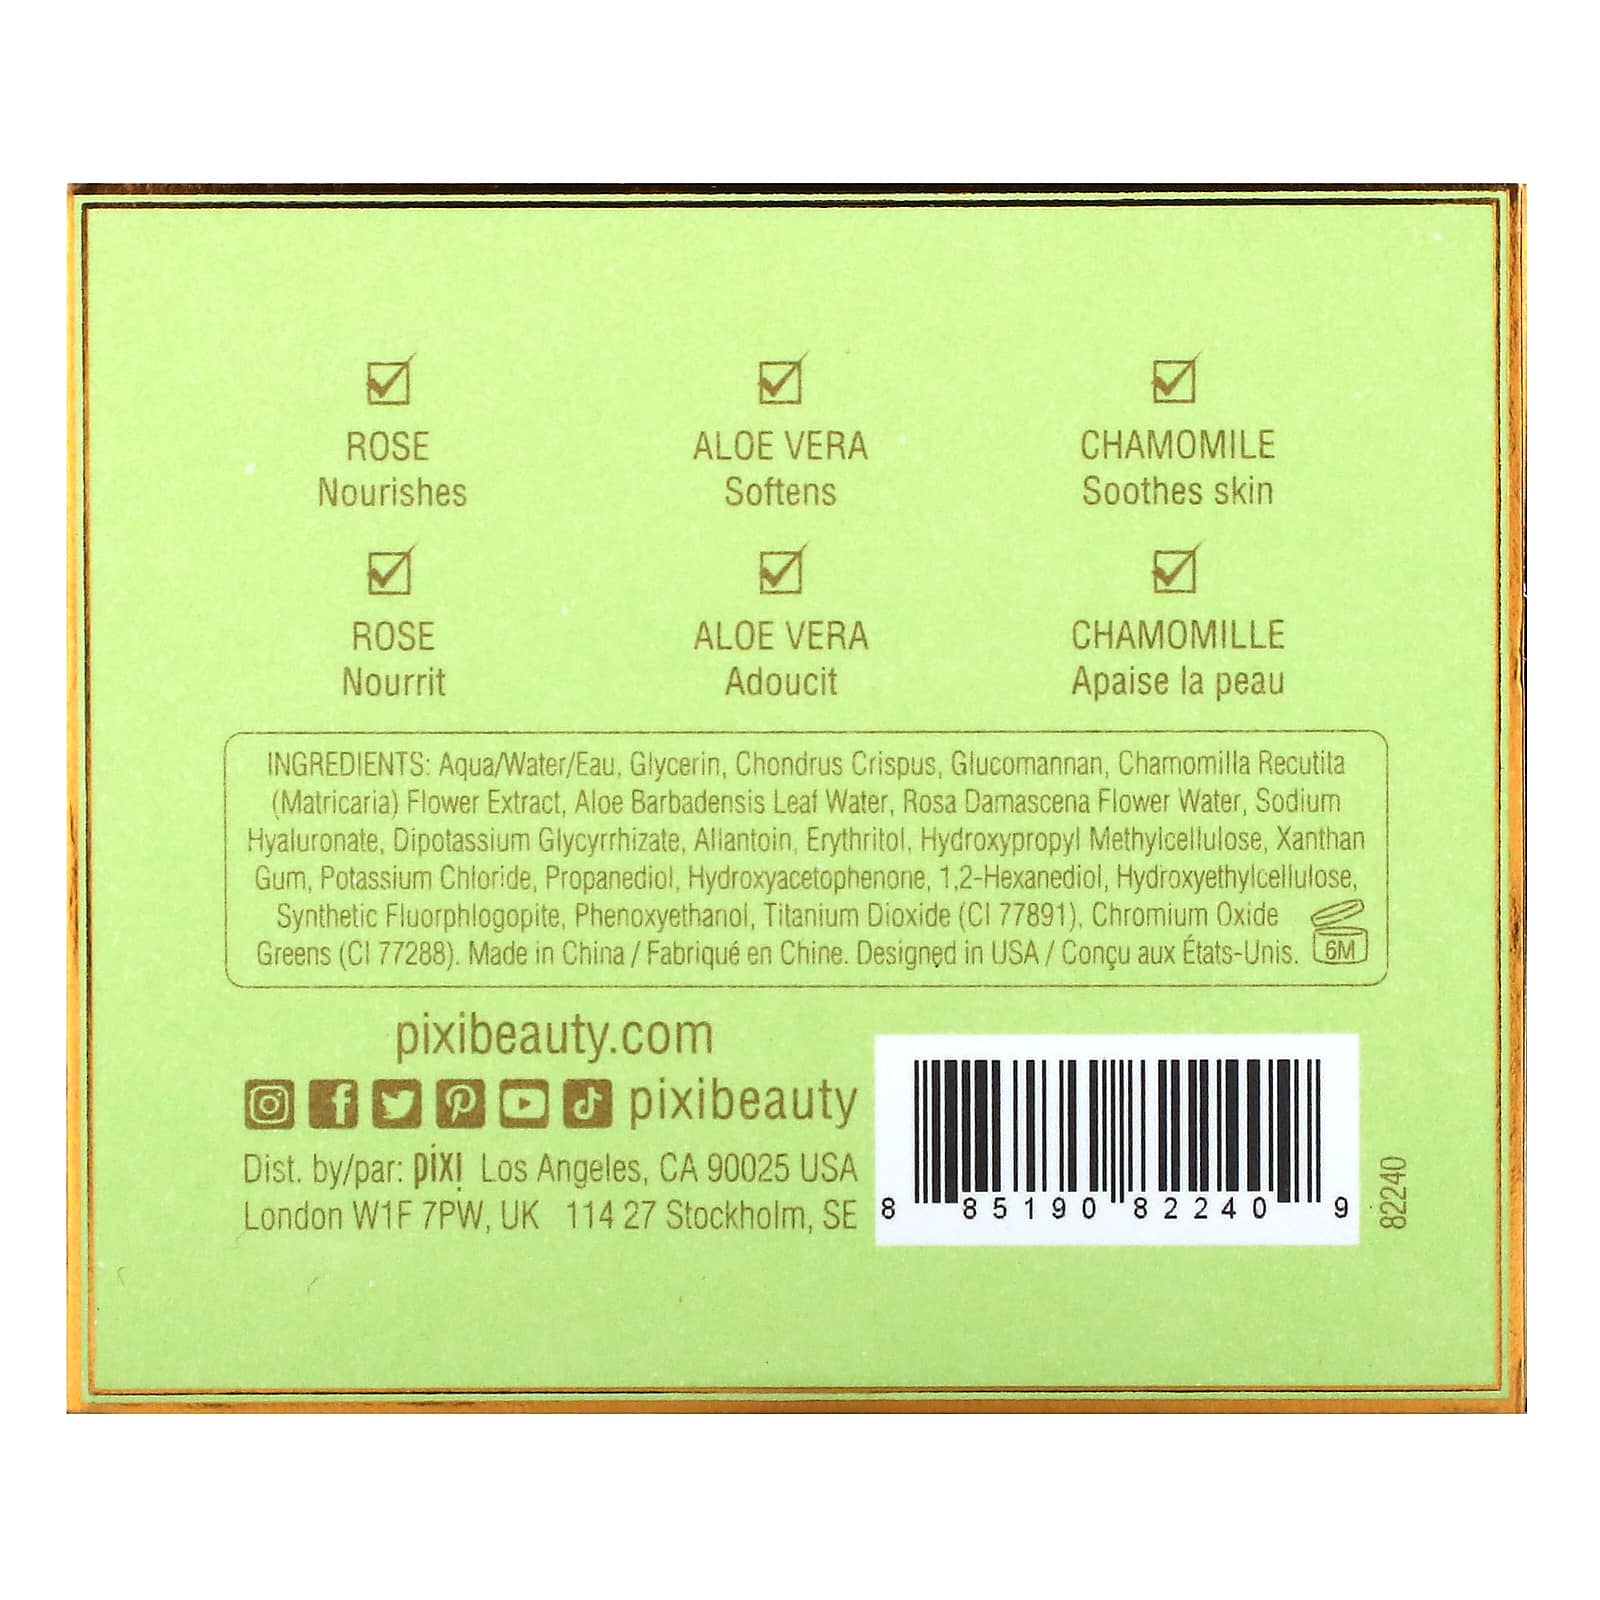 ROSE
Nourishes
ALOE VERA
Softens
CHAMOMILE
Soothes skin
ROSE
Nourrit
ALOE VERA
Adoucit
CHAMOMILLE
Apaise la peau
INGREDIENTS: Aqua/Water/Eau, Glycerin, Chondrus Crispus, Glucomannan, Chamomilla Recutita
(Matricaria) Flower Extract, Aloe Barbadensis Leaf Water, Rosa Damascena Flower Water, Sodium
Hyaluronate, Dipotassium Glycyrrhizate, Allantoin, Erythritol, Hydroxypropyl Methylcellulose, Xanthan
Gum, Potassium Chloride, Propanediol, Hydroxyacetophenone, 1,2-Hexanediol, Hydroxyethylcellulose,
Synthetic Fluorphlogopite, Phenoxyethanol, Titanium Dioxide (CI 77891), Chromium Oxide
Greens (CI 77288). Made in China / Fabriqué en Chine. Designed in USA / Conçu aux États-Unis.
6M
pixibeauty.com
pixibeauty
Dist. by/par: pixi Los Angeles, CA 90025 USA
London W1F 7PW, UK 114 27 Stockholm, SE
8 85190 82240 9
82240